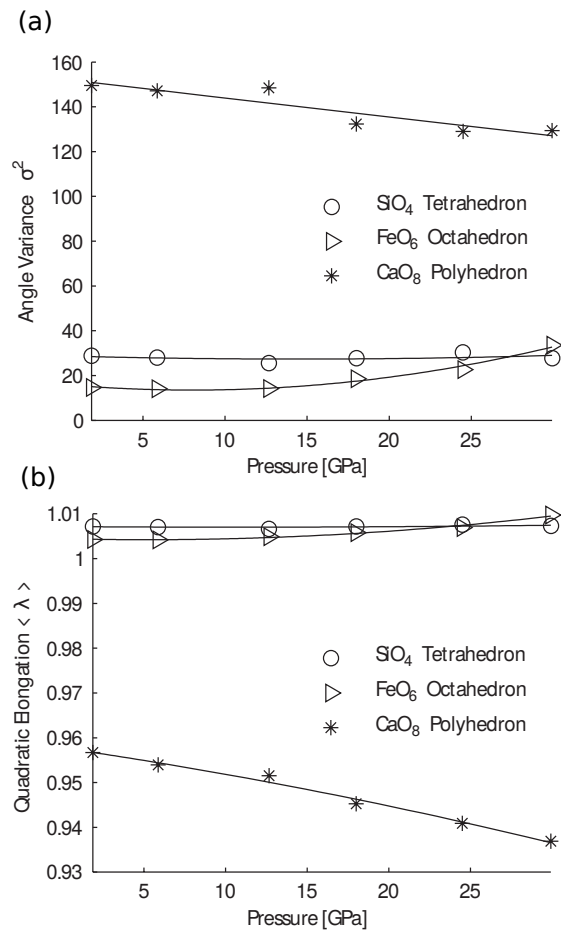 (a)
160
140
120
100
80
60
40
20
0
Angle Variance σ²
SiO₄ Tetrahedron
FeO₆ Octahedron
CaO₈ Polyhedron
5 10 15 20 25
Pressure [GPa]
(b)
1.01
1
0.99
0.98
0.97
0.96
0.95
0.94
0.93
Quadratic Elongation < λ >
SiO₄ Tetrahedron
FeO₆ Octahedron
CaO₈ Polyhedron
5 10 15 20 25
Pressure [GPa]